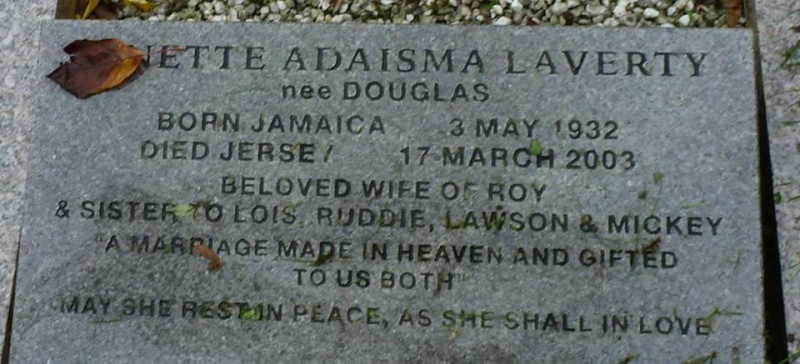 NETTE ADAISMA LAVERTY
nee DOUGLAS
BORN JAMAICA 3 MAY 1932
DIED JERSEY 17 MARCH 2003
BELOVED WIFE OF ROY
& SISTER TO LOIS, RUDDIE, LAWSON & MICKEY
"A MARRIAGE MADE IN HEAVEN AND GIFTED
TO US BOTH"
MAY SHE REST IN PEACE, AS SHE SHALL IN LOVE